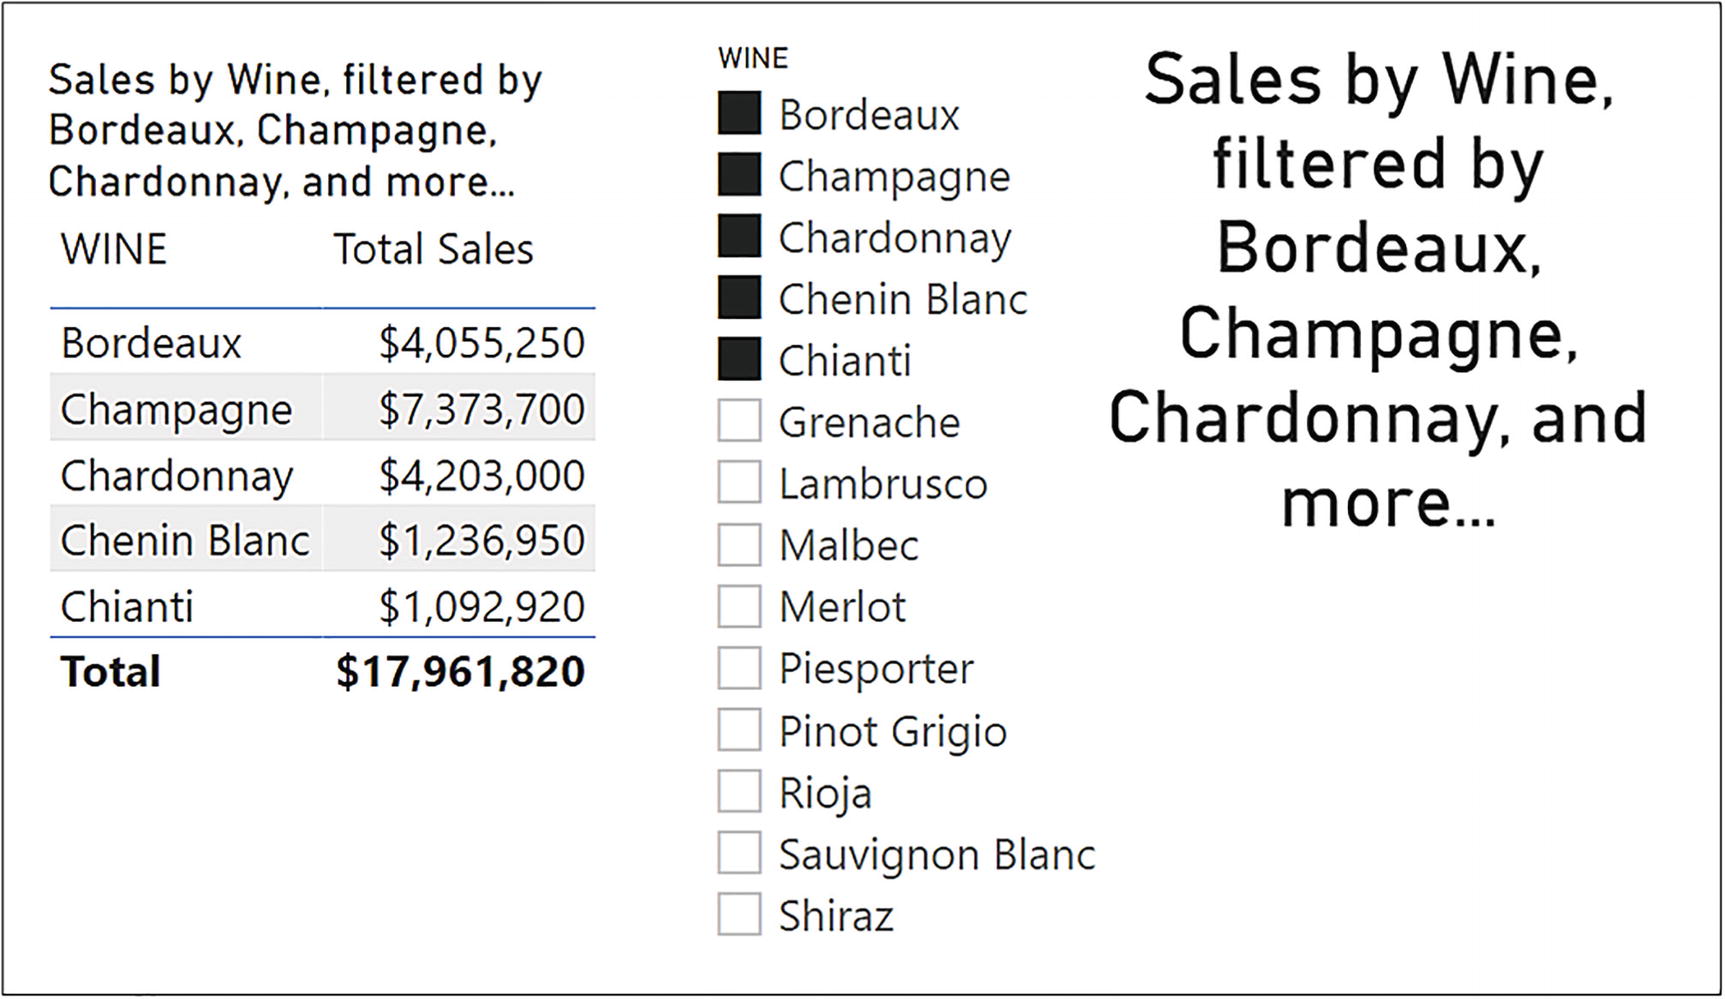 Sales by Wine, filtered by
Bordeaux, Champagne,
Chardonnay, and more...
WINE Total Sales
Bordeaux $4,055,250
Champagne $7,373,700
Chardonnay $4,203,000
Chenin Blanc $1,236,950
Chianti $1,092,920
Total $17,961,820
WINE
Bordeaux
Champagne
Chardonnay
Chenin Blanc
Chianti
Grenache
Lambrusco
Malbec
Merlot
Piesporter
Pinot Grigio
Rioja
Sauvignon Blanc
Shiraz
Sales by Wine,
filtered by
Bordeaux,
Champagne,
Chardonnay, and
more...